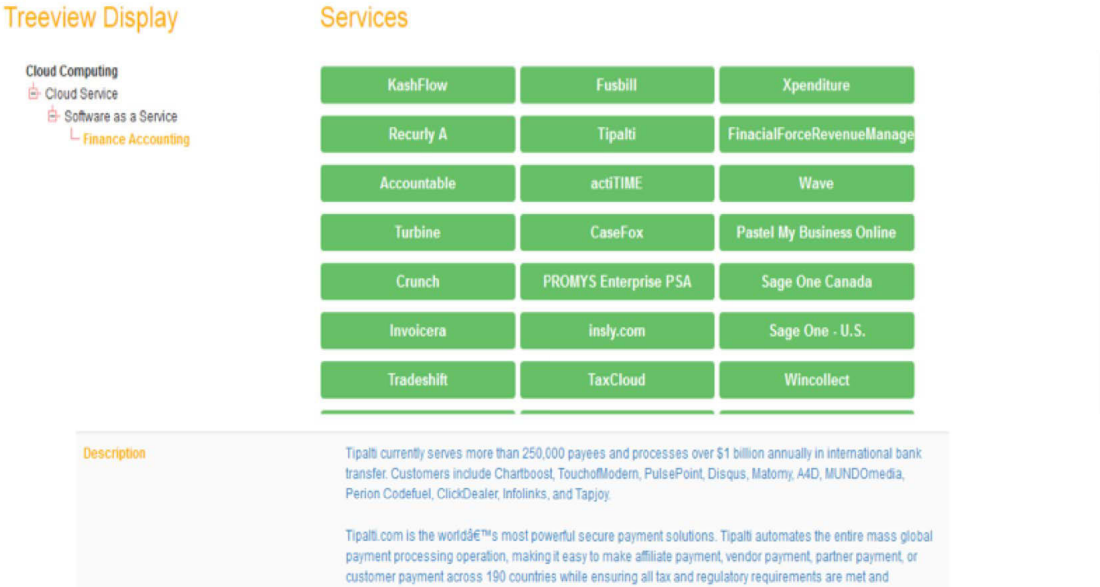 Treeview Display
Services
Cloud Computing
Cloud Service
Software as a Service
Finance Accounting
KashFlow Fusbill Xpenditure
Recurly A Tipalti FinacialForceRevenueManage
Accountable actiTIME Wave
Turbine CaseFox Pastel My Business Online
Crunch PROMYS Enterprise PSA Sage One Canada
Invoicera insly.com Sage One - U.S.
Tradeshift TaxCloud Wincollect
Description
Tipalti currently serves more than 250,000 payees and processes over $1 billion annually in international bank
transfer. Customers include Chartboost, TouchofModern, PulsePoint, Disqus, Matomy, A4D, MUNDOmedia,
Perion Codefuel, ClickDealer, Infolinks, and Tapjoy.
Tipalti.com is the worldâ€™s most powerful secure payment solutions. Tipalti automates the entire mass global
payment processing operation, making it easy to make affiliate payment, vendor payment, partner payment, or
customer payment across 190 countries while ensuring all tax and regulatory requirements are met and